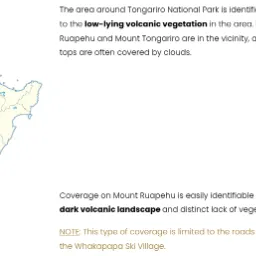 The area around Tongariro National Park is identifi
to the low-lying volcanic vegetation in the area.
Ruapehu and Mount Tongariro are in the vicinity, a
tops are often covered by clouds.
Coverage on Mount Ruapehu is easily identifiable
dark volcanic landscape and distinct lack of vege
NOTE: This type of coverage is limited to the roads
the Whakapapa Ski Village.